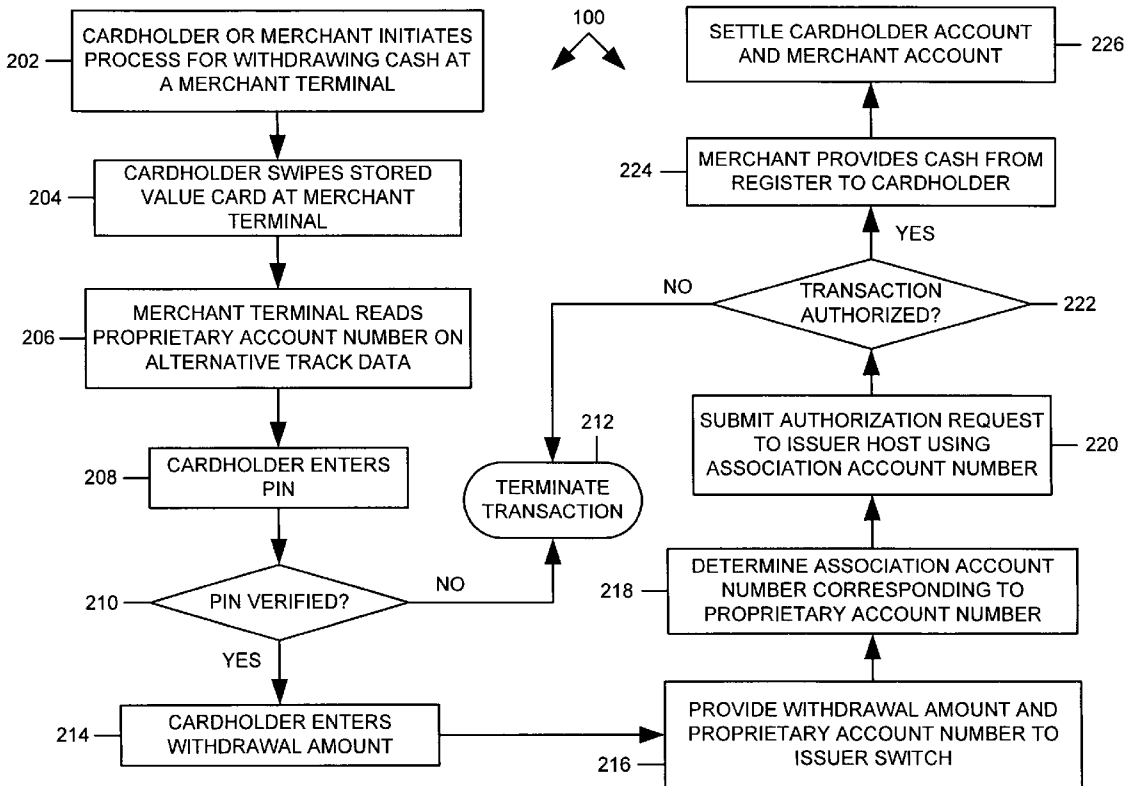 100
202
CARDHOLDER OR MERCHANT INITIATES
PROCESS FOR WITHDRAWING CASH AT
A MERCHANT TERMINAL
204
CARDHOLDER SWIPES STORED
VALUE CARD AT MERCHANT
TERMINAL
206
MERCHANT TERMINAL READS
PROPRIETARY ACCOUNT NUMBER ON
ALTERNATIVE TRACK DATA
208
CARDHOLDER ENTERS
PIN
210
PIN VERIFIED?
NO
YES
212
TERMINATE
TRANSACTION
214
CARDHOLDER ENTERS
WITHDRAWAL AMOUNT
216
PROVIDE WITHDRAWAL AMOUNT AND
PROPRIETARY ACCOUNT NUMBER TO
ISSUER SWITCH
218
DETERMINE ASSOCIATION ACCOUNT
NUMBER CORRESPONDING TO
PROPRIETARY ACCOUNT NUMBER
SUBMIT AUTHORIZATION REQUEST
TO ISSUER HOST USING
ASSOCIATION ACCOUNT NUMBER
220
TRANSACTION
AUTHORIZED?
222
NO
YES
224
MERCHANT PROVIDES CASH FROM
REGISTER TO CARDHOLDER
SETTLE CARDHOLDER ACCOUNT
AND MERCHANT ACCOUNT
226